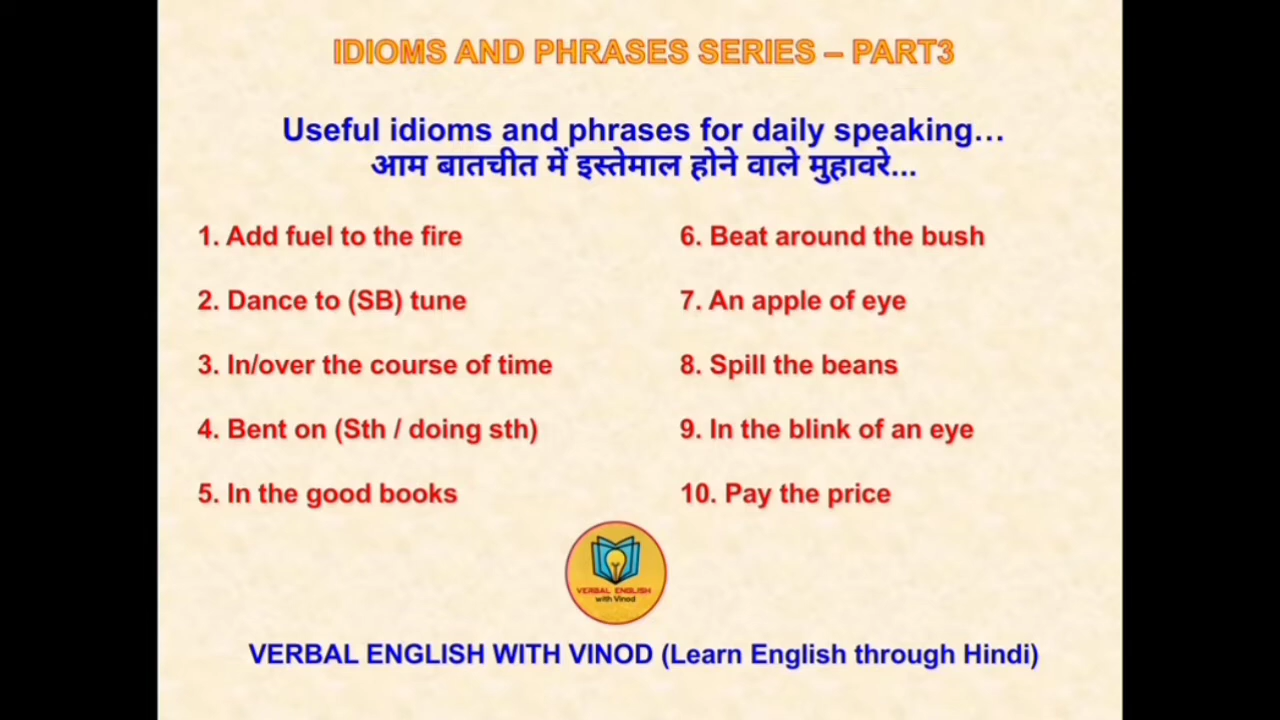 IDIOMS AND PHRASES SERIES – PART3
Useful idioms and phrases for daily speaking...
आम बातचीत में इस्तेमाल होने वाले मुहावरे...
1. Add fuel to the fire
2. Dance to (SB) tune
3. In/over the course of time
4. Bent on (Sth / doing sth)
5. In the good books
6. Beat around the bush
7. An apple of eye
8. Spill the beans
9. In the blink of an eye
10. Pay the price
VERBAL ENGLISH
with Vinod
VERBAL ENGLISH WITH VINOD (Learn English through Hindi)